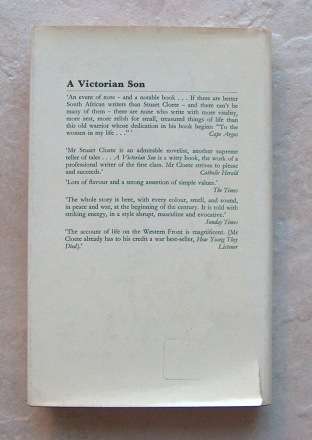 A Victorian Son
'An event of note – and a notable book . . . If there are better
South African writers than Stuart Cloete – and there can't be
many of them – there are none who write with more vitality,
more zest, more relish for small, treasured things of life than
this old warrior whose dedication in his book begins: "To the
women in my life . . ." '
Cape Argus
'Mr Stuart Cloete is an admirable novelist, another supreme
teller of tales . . . A Victorian Son is a witty book, the work of a
professional writer of the first class. Mr Cloete strives to please
and succeeds.'
Catholic Herald
'Lots of flavour and a strong assertion of simple values.'
The Times
'The whole story is here, with every colour, smell, and sound,
in peace and war, at the beginning of the century. It is told with
striking energy, in a style abrupt, masculine and evocative.'
Sunday Times
'The account of life on the Western Front is magnificent. (Mr
Cloete already has to his credit a war best-seller, How Young They
Died).'
Listener